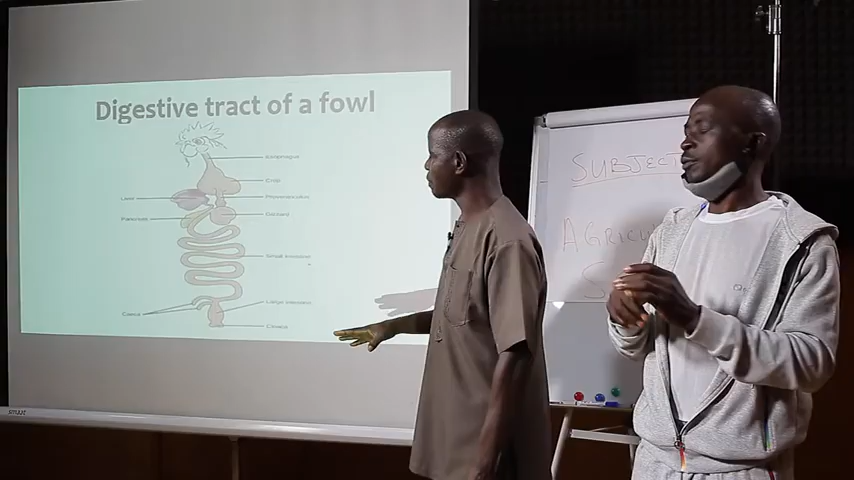 Digestive tract of a fowl
Esophagus
Crop
Liver
Proventriculus
Pancreas
Gizzard
Small intestine
Large intestine
Caeca
Cloaca
SUBJECT
AGRICU
S